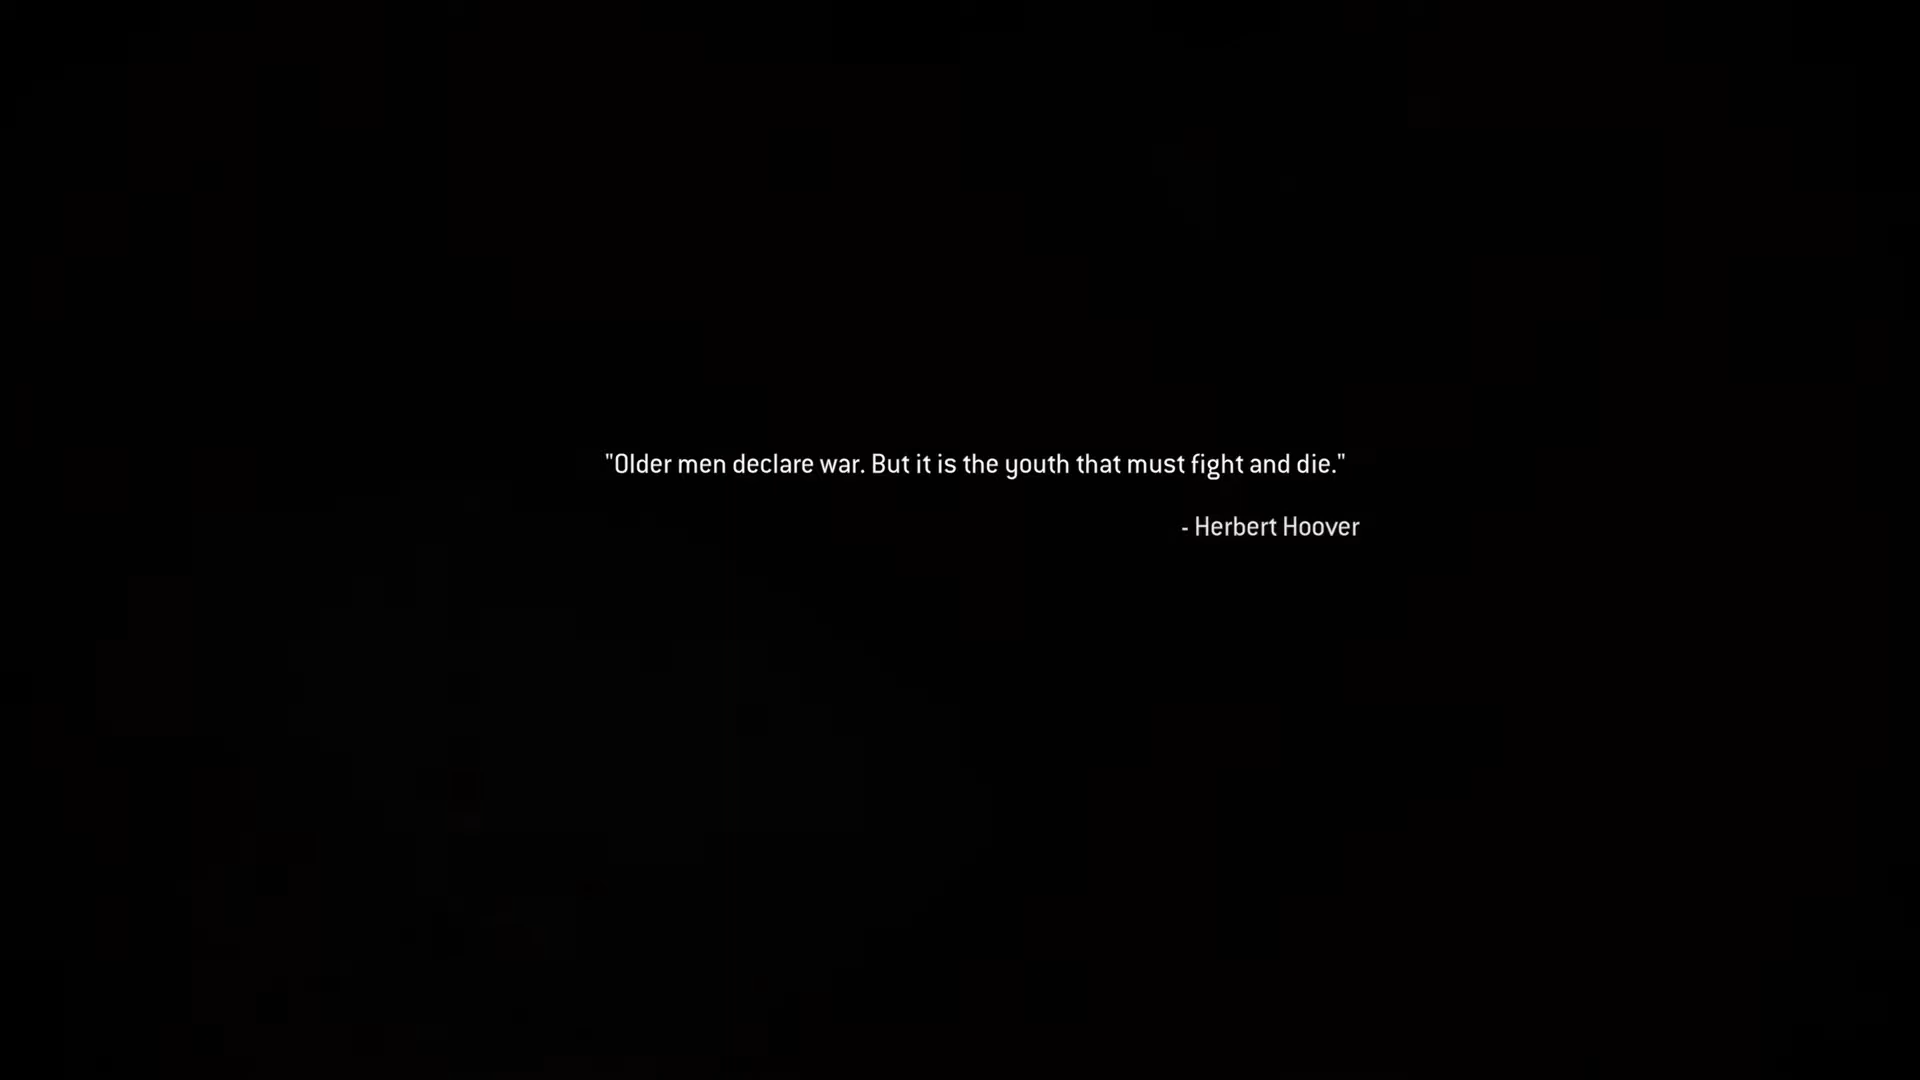 "Older men declare war. But it is the youth that must fight and die."
- Herbert Hoover